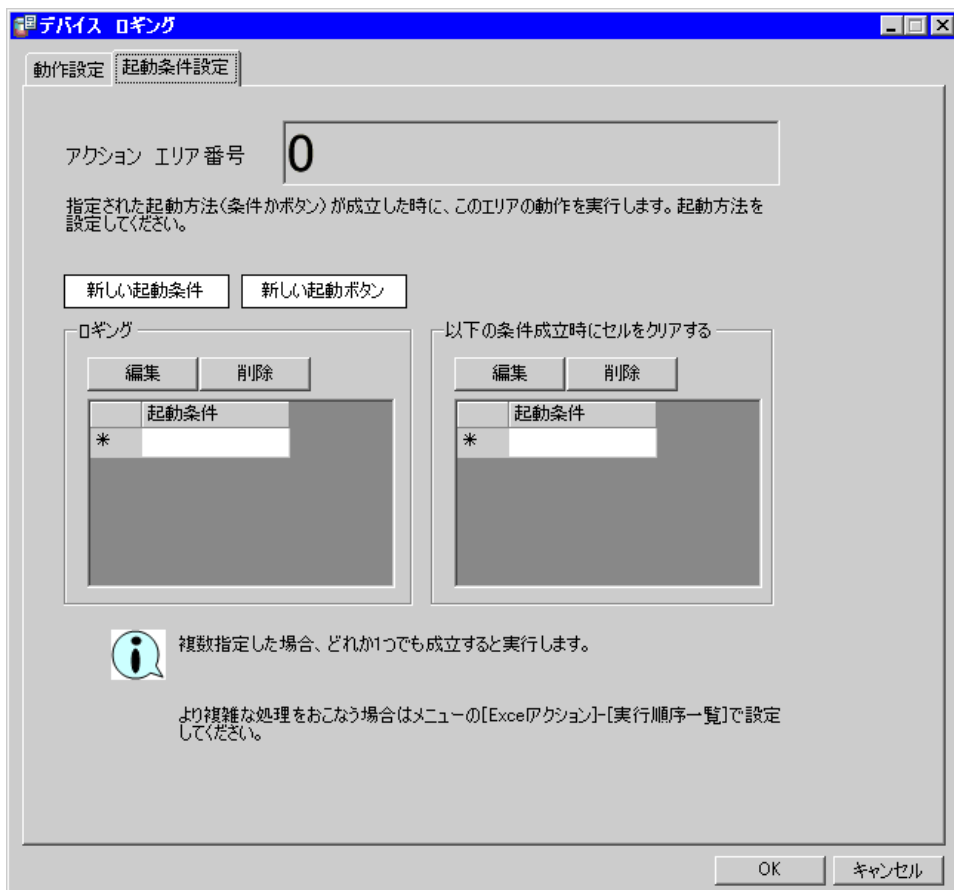 デバイス ロギング
動作設定 起動条件設定
アクション エリア番号 0
指定された起動方法(条件かボタン)が成立した時に、このエリアの動作を実行します。起動方法を
設定してください。
新しい起動条件 新しい起動ボタン
ロギング
編集 削除
起動条件
*
以下の条件成立時にセルをクリアする
編集 削除
起動条件
*
複数指定した場合、どれか1つでも成立すると実行します。
より複雑な処理をおこなう場合はメニューの[Excelアクション]-[実行順序一覧]で設定
してください。
OK キャンセル